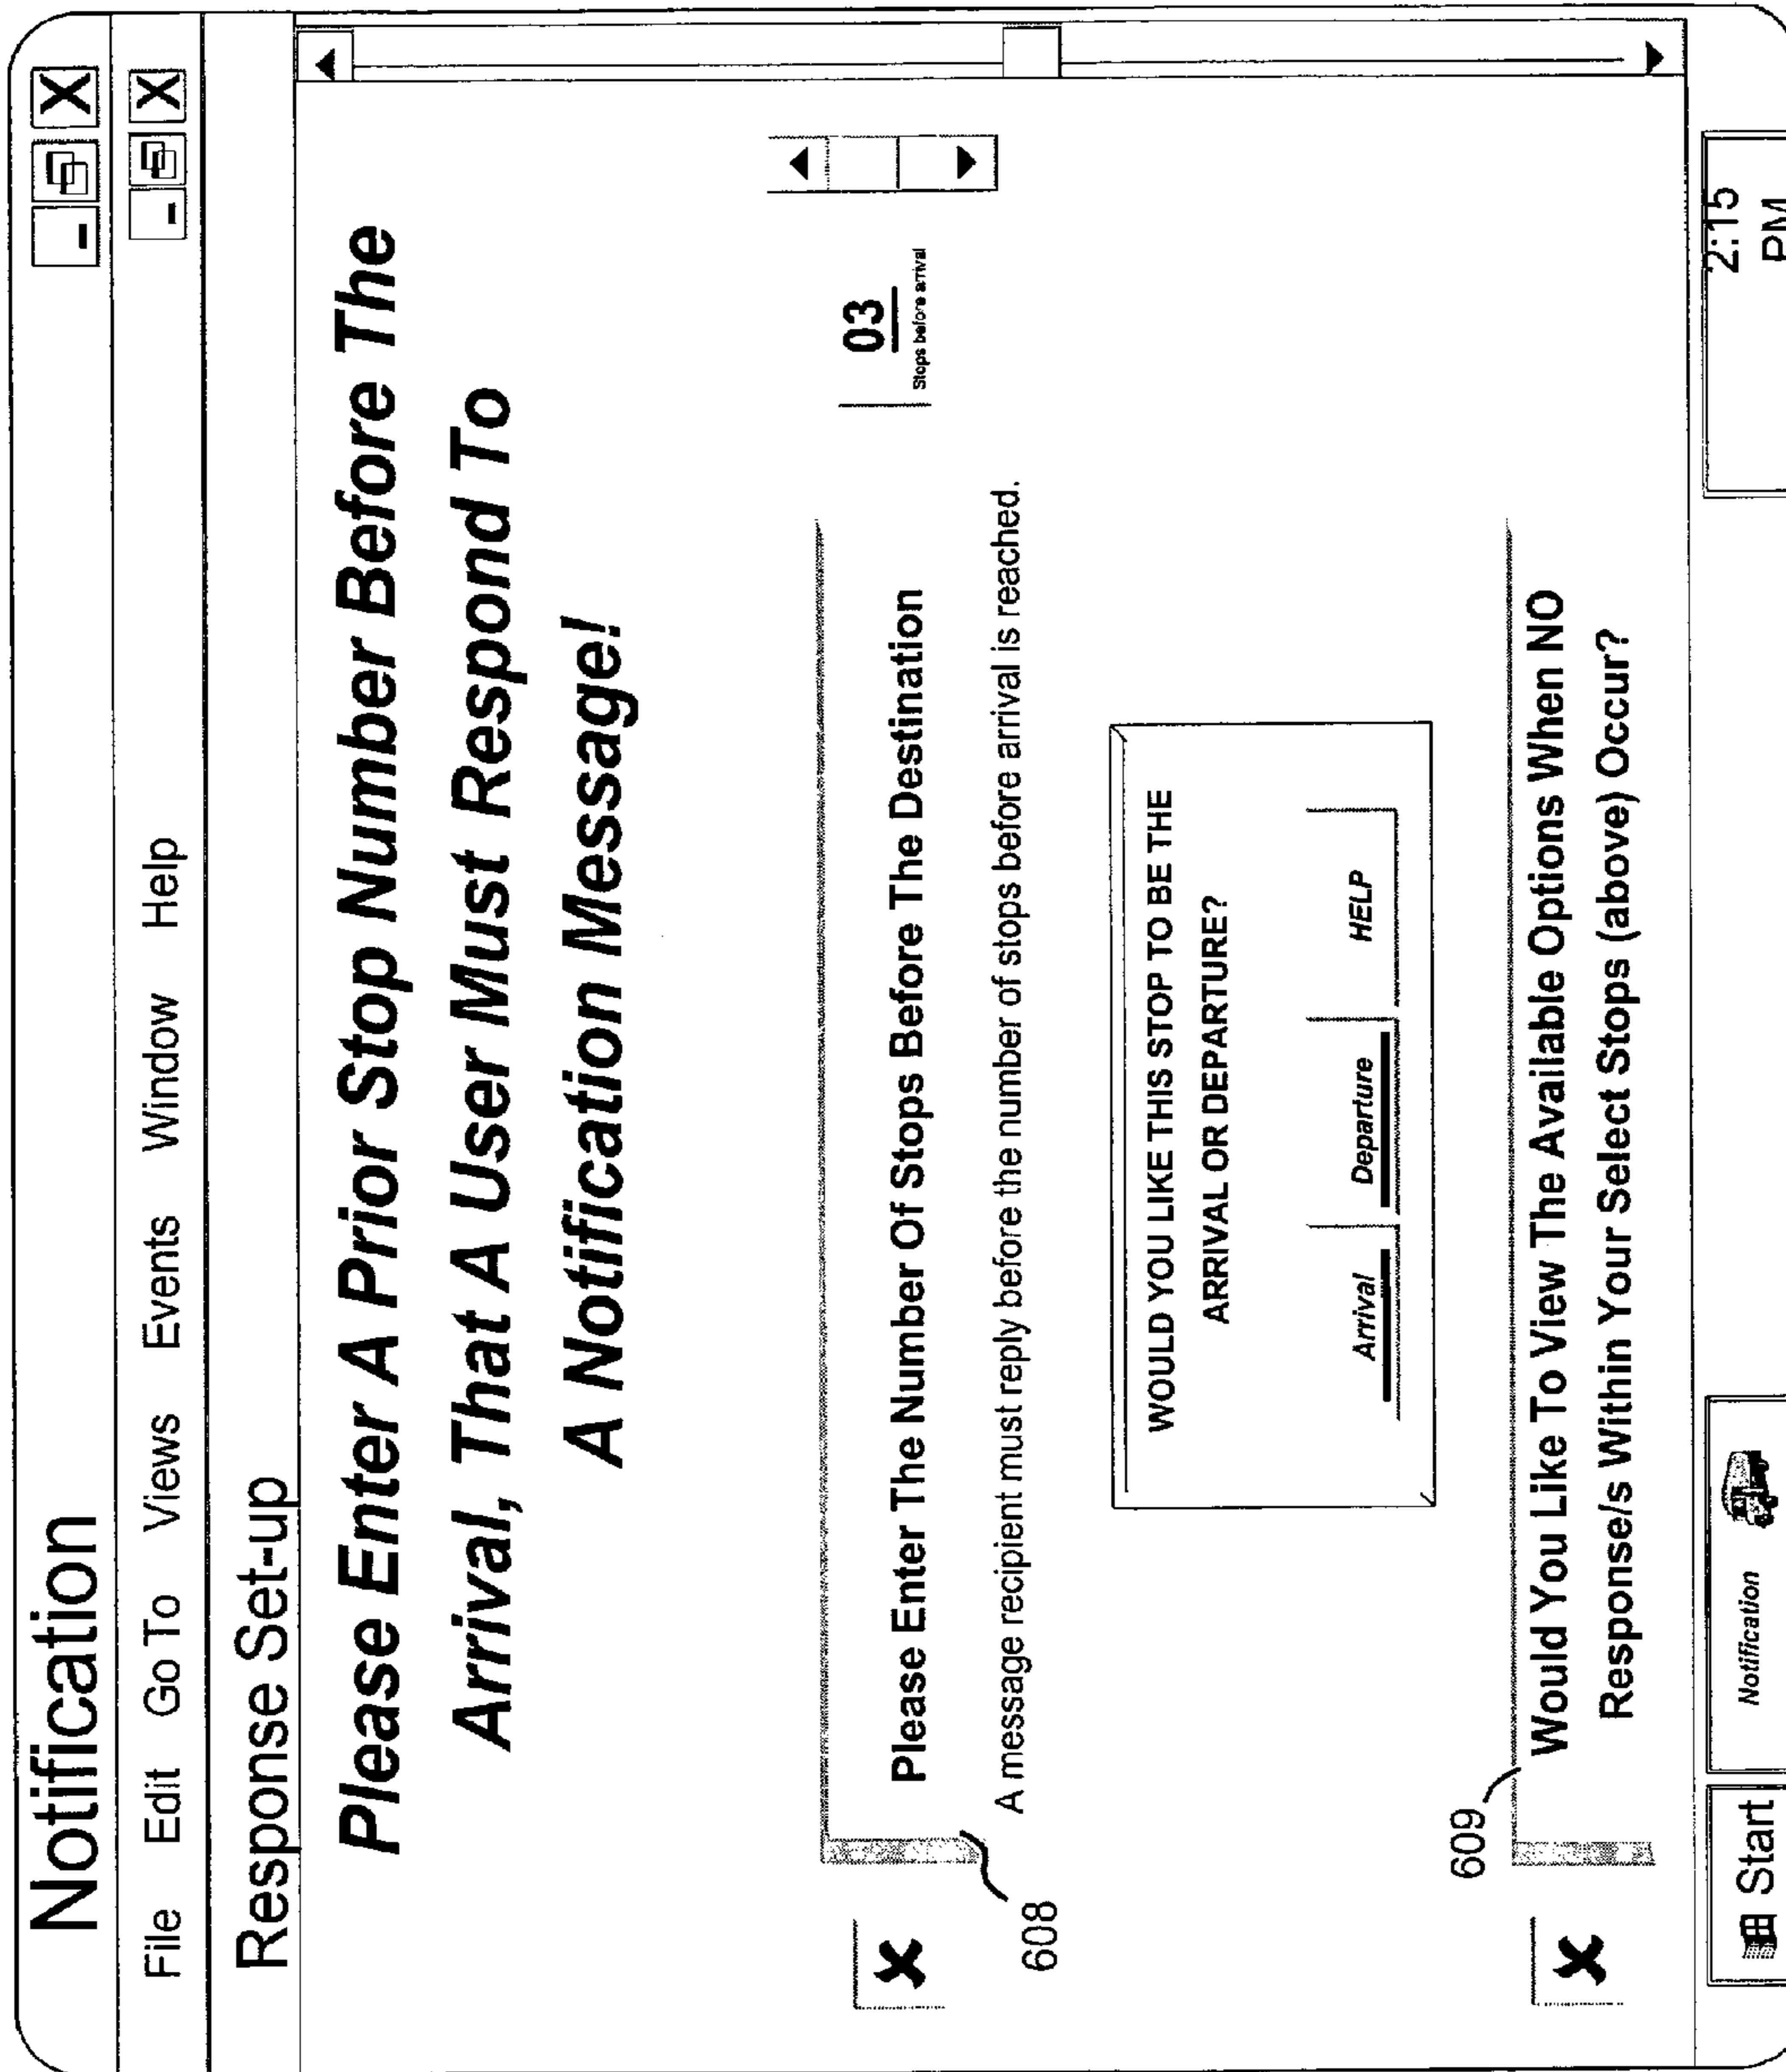 Notification
File Edit Go To Views Events Window Help
Response Set-up
Please Enter A Prior Stop Number Before The
Arrival, That A User Must Respond To
A Notification Message!
Please Enter The Number Of Stops Before The Destination
03
Stops before arrival
A message recipient must reply before the number of stops before arrival is reached.
608
WOULD YOU LIKE THIS STOP TO BE THE
ARRIVAL OR DEPARTURE?
Arrival Departure HELP
609
Would You Like To View The Available Options When NO
Response/s Within Your Select Stops (above) Occur?
Start Notification 2:15
PM